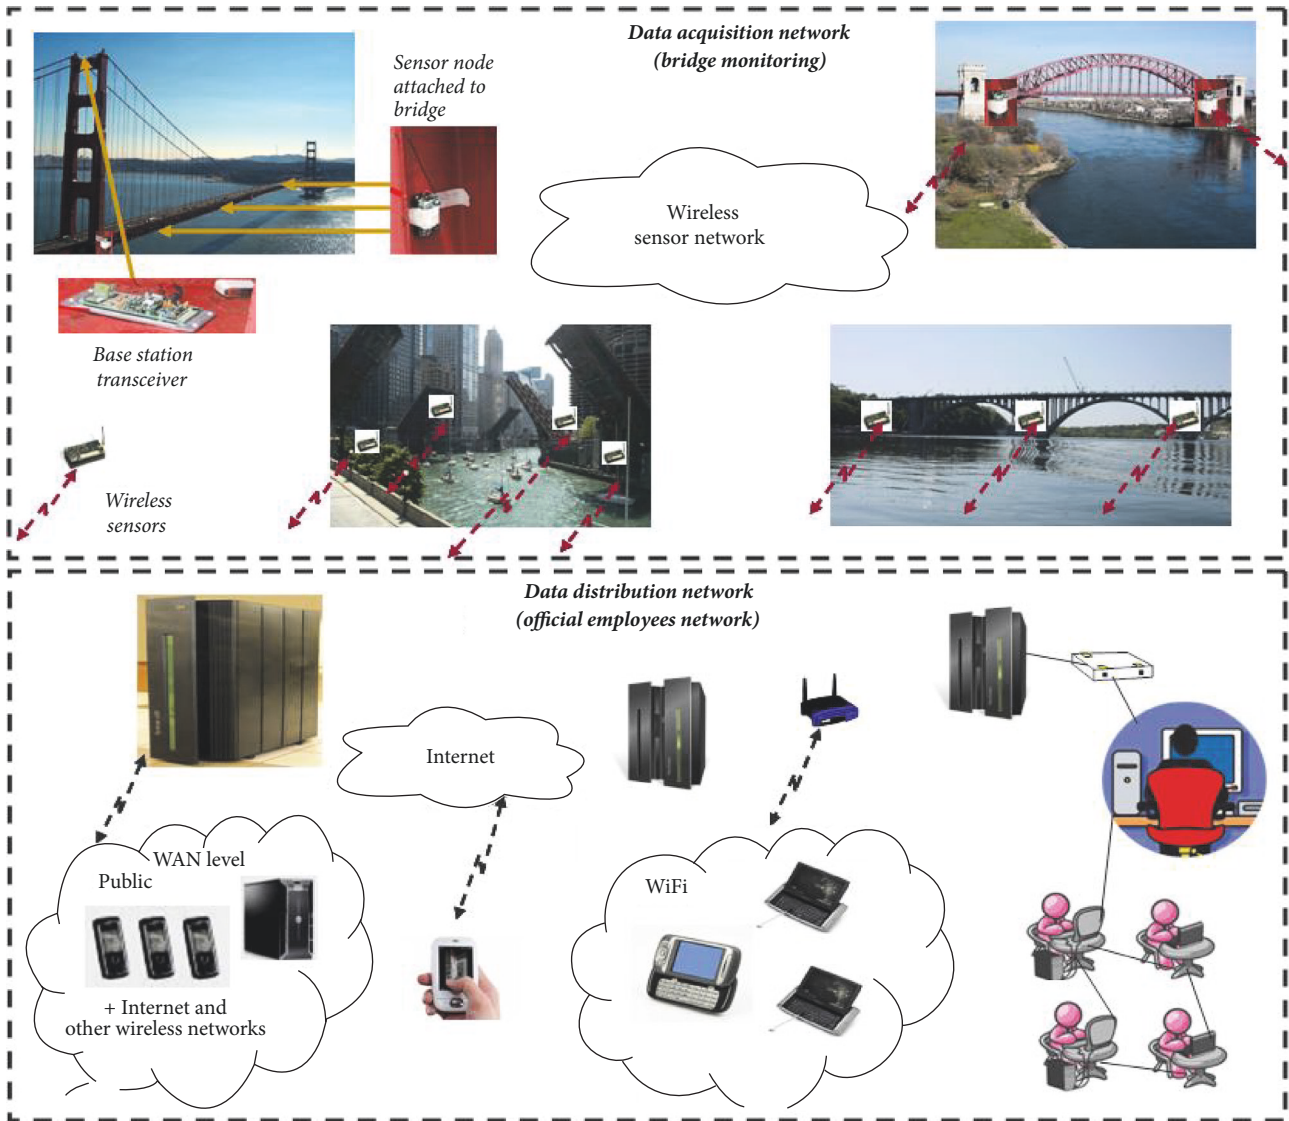 Data acquisition network
(bridge monitoring)
Sensor node
attached to
bridge
Wireless
sensor network
Base station
transceiver
Wireless
sensors
Data distribution network
(official employees network)
Internet
WAN level
Public
+ Internet and
other wireless networks
WiFi